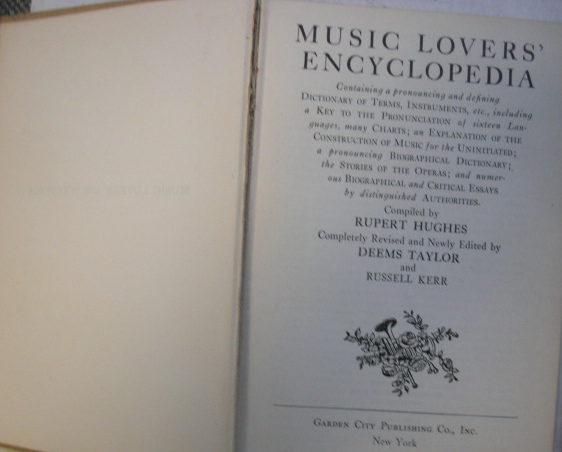 MUSIC LOVERS'
ENCYCLOPEDIA
Containing a pronouncing and defining
DICTIONARY OF TERMS, INSTRUMENTS, etc., including
a KEY TO THE PRONUNCIATION of sixteen Lan-
guages, many CHARTS; an EXPLANATION OF THE
CONSTRUCTION OF MUSIC for the UNINITIATED;
a pronouncing BIOGRAPHICAL DICTIONARY;
the STORIES OF THE OPERAS; and numer-
ous BIOGRAPHICAL and CRITICAL ESSAYS
by distinguished AUTHORITIES.
Compiled by
RUPERT HUGHES
Completely Revised and Newly Edited by
DEEMS TAYLOR
and
RUSSELL KERR
GARDEN CITY PUBLISHING CO., INC.
New York